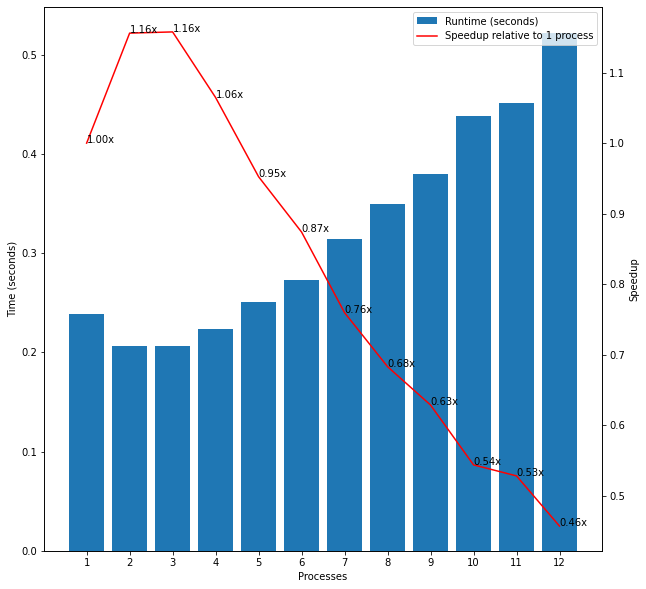 Runtime (seconds)
Speedup relative to 1 process
1.00x
1.16x
1.16x
1.06x
0.95x
0.87x
0.76x
0.68x
0.63x
0.54x
0.53x
0.46x
Time (seconds)
0.5
0.4
0.3
0.2
0.1
0.0
Speedup
1.1
1.0
0.9
0.8
0.7
0.6
0.5
1 2 3 4 5 6 7 8 9 10 11 12
Processes